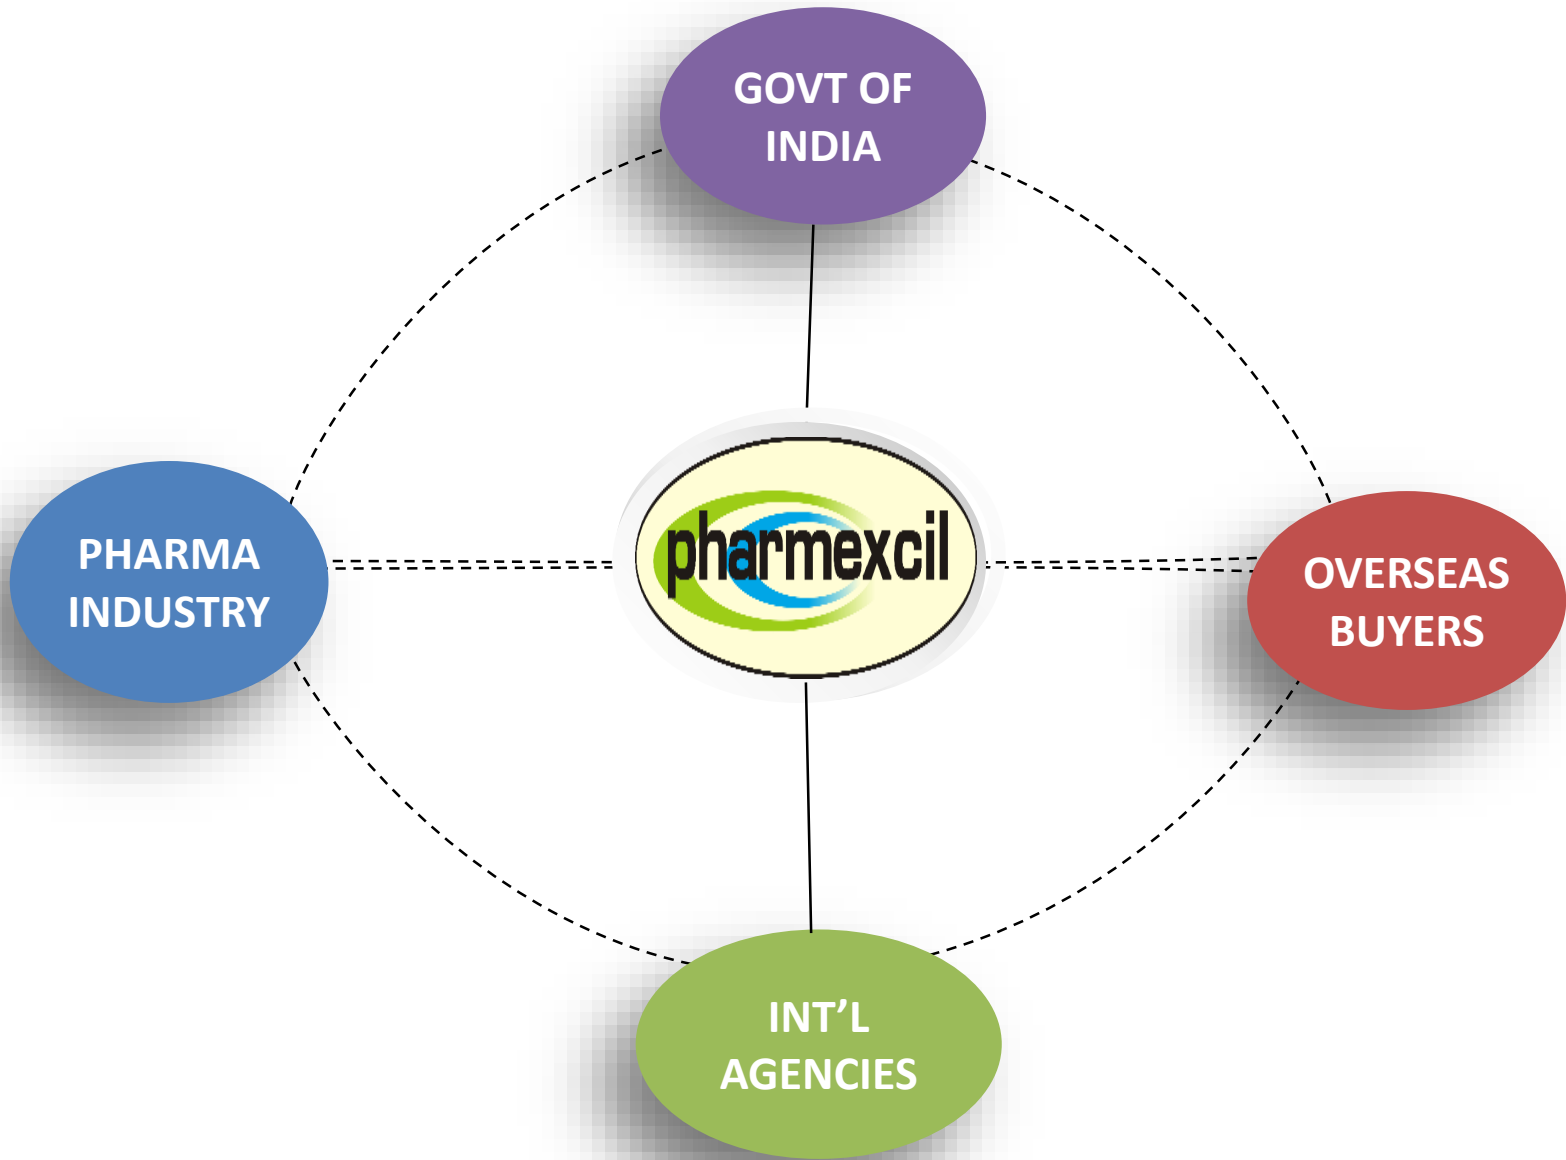 GOVT OF
INDIA
PHARMA
INDUSTRY
pharmexcil
OVERSEAS
BUYERS
INT’L
AGENCIES